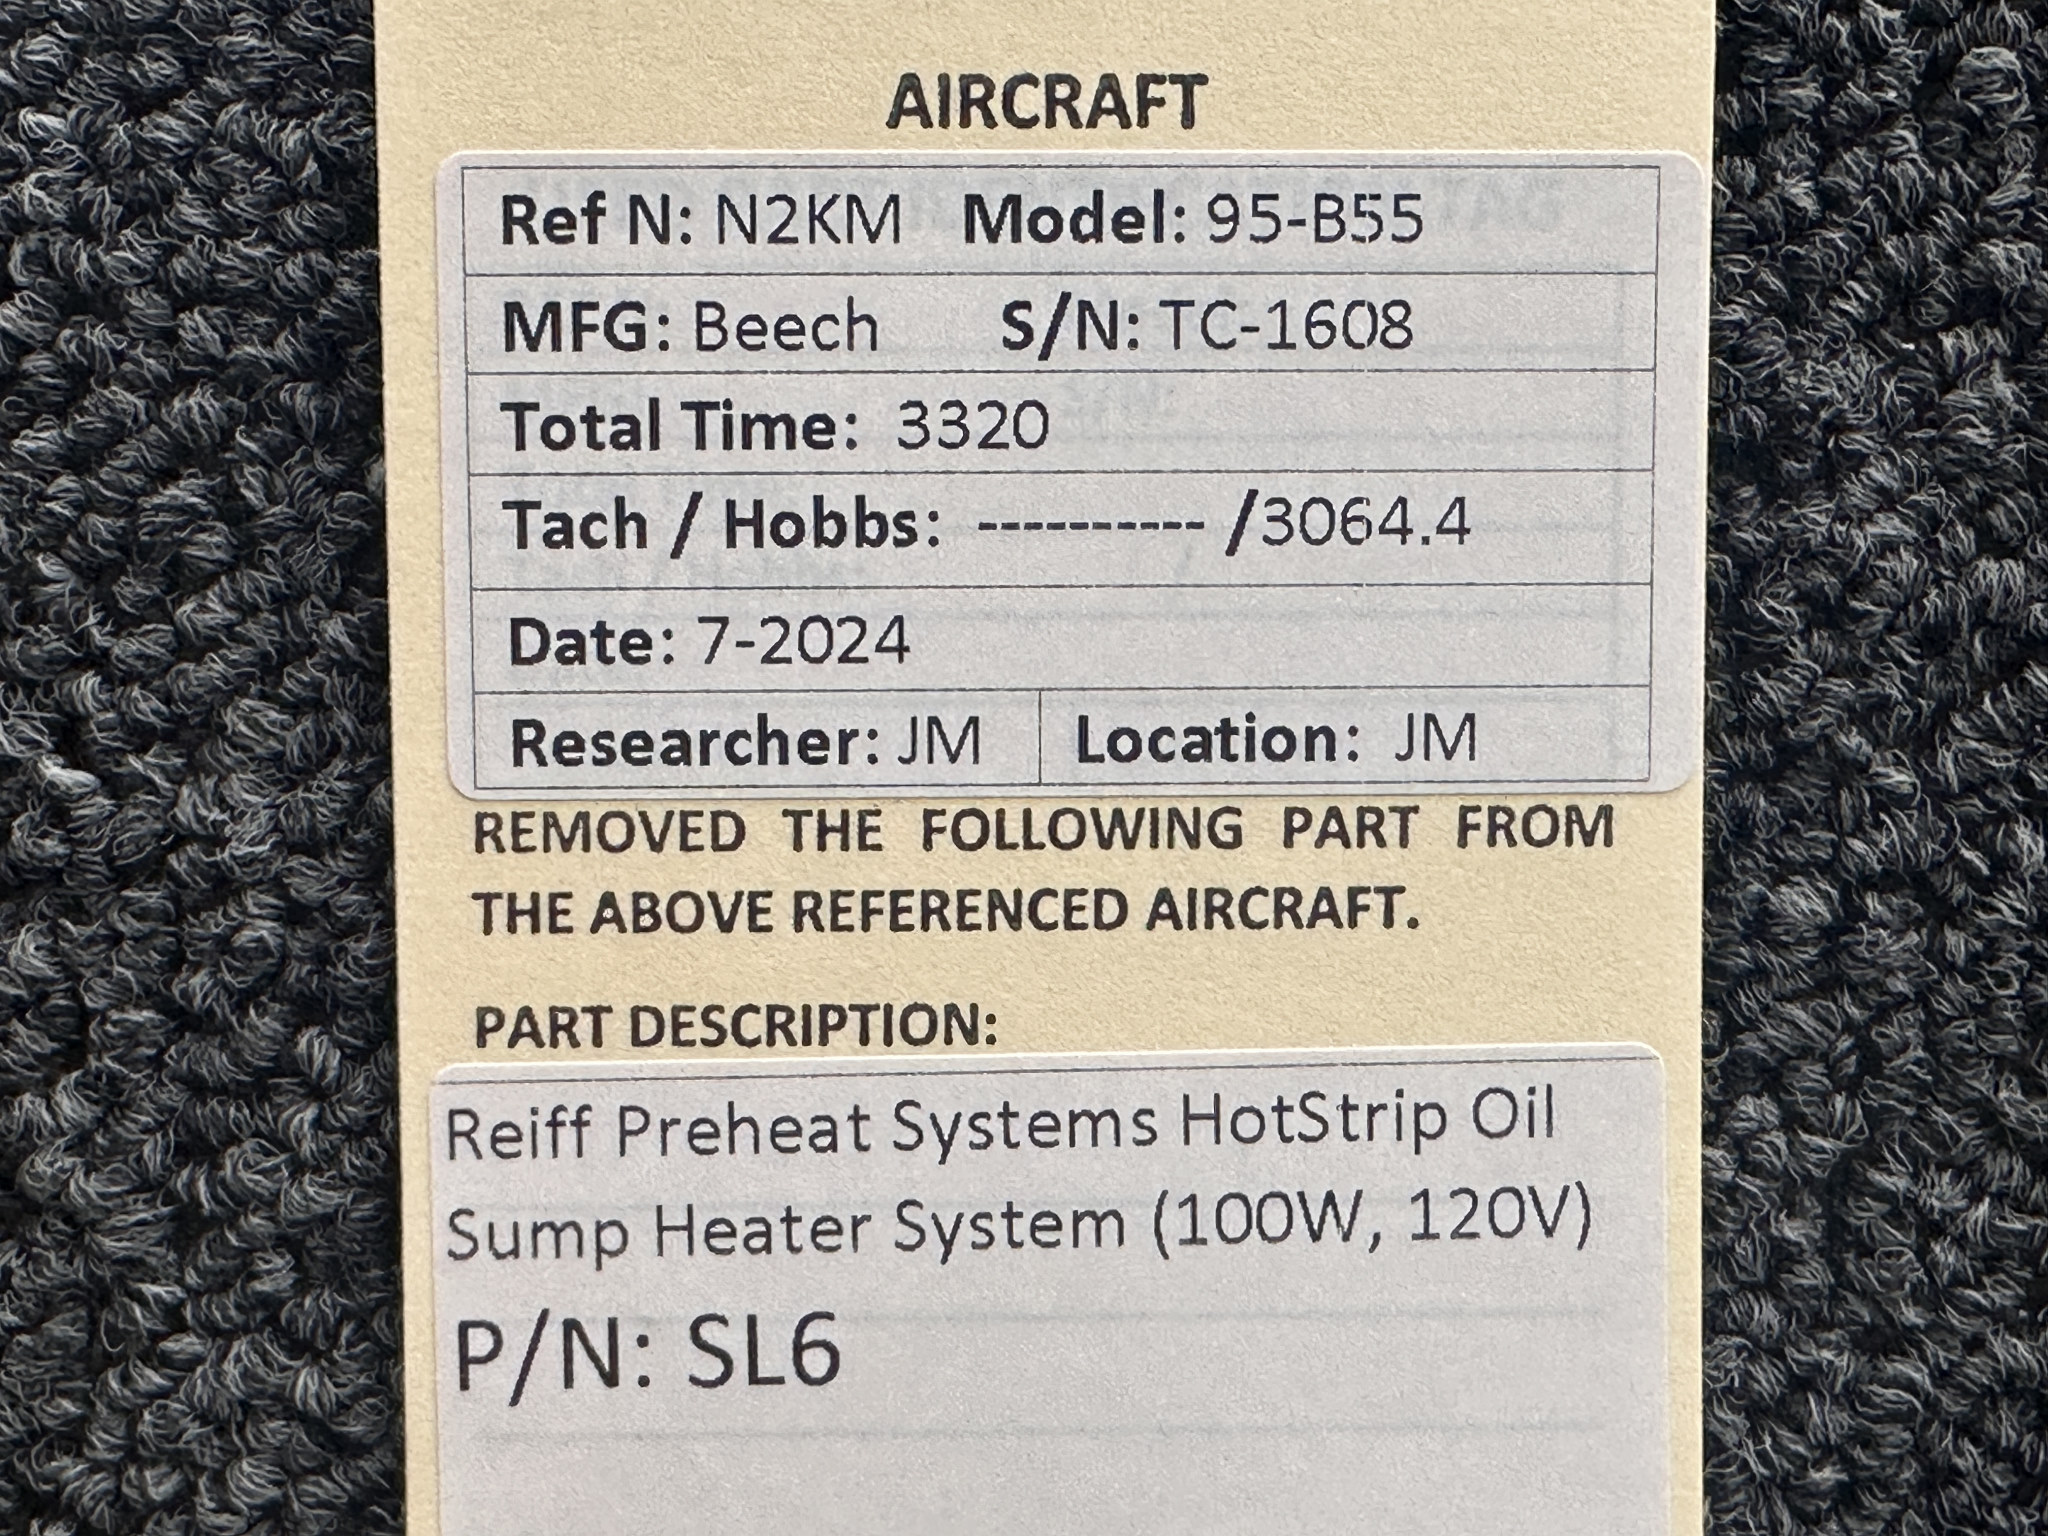 AIRCRAFT
Ref N: N2KM Model: 95-B55
MFG: Beech S/N: TC-1608
Total Time: 3320
Tach / Hobbs: ---------- /3064.4
Date: 7-2024
Researcher: JM Location: JM
REMOVED THE FOLLOWING PART FROM
THE ABOVE REFERENCED AIRCRAFT.
PART DESCRIPTION:
Reiff Preheat Systems HotStrip Oil
Sump Heater System (100W, 120V)
P/N: SL6